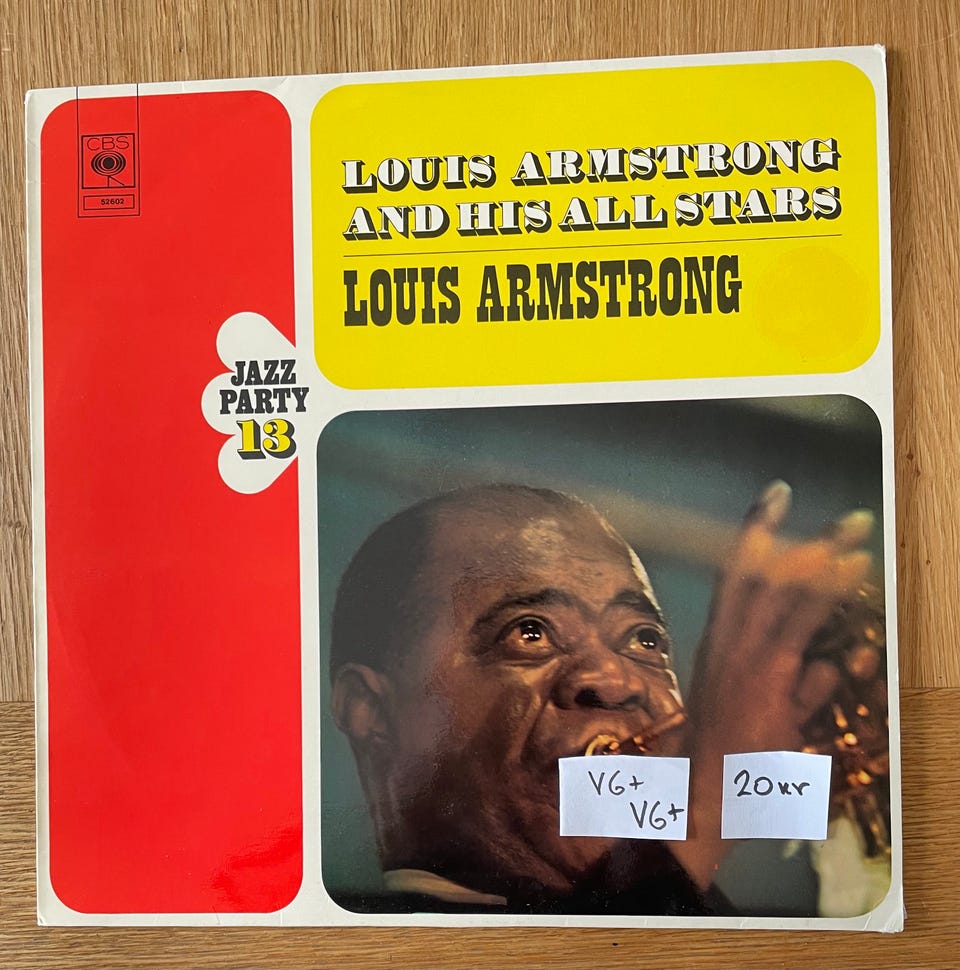 CBS
52602
LOUIS ARMSTRONG
AND HIS ALL STARS
LOUIS ARMSTRONG
JAZZ
PARTY
13
VG+
VG+
20kr